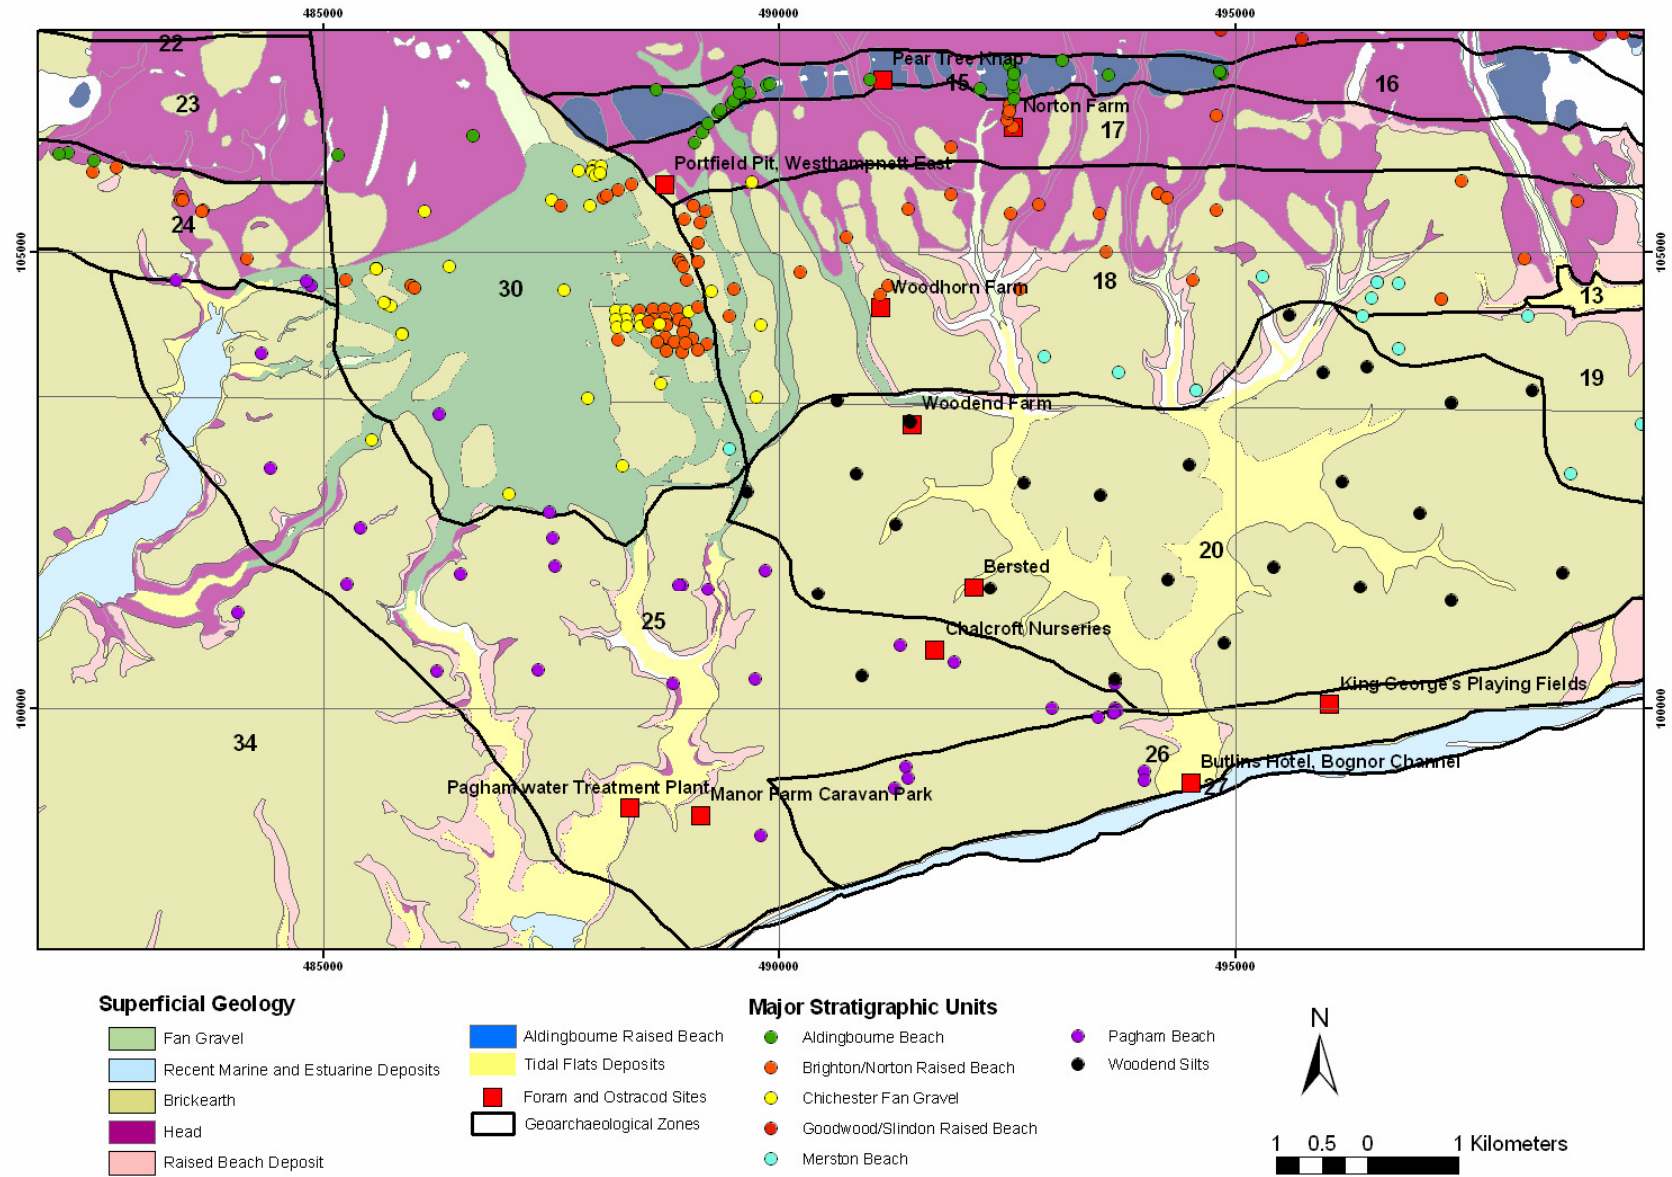 485000
490000
495000
22
Pear Tree Knap
15
16
23
Norton Farm
17
Portfield Pit, Westhampnett East
24
105000
105000
30
Woodhorn Farm
18
13
19
Woodend Farm
20
Bersted
25
Chalcroft Nurseries
King George's Playing Fields
100000
100000
34
26
Butlins Hotel, Bognor Channel
27
Pagham water Treatment Plant
Manor Farm Caravan Park
485000
490000
495000
Superficial Geology
Fan Gravel
Recent Marine and Estuarine Deposits
Brickearth
Head
Raised Beach Deposit
Aldingbourne Raised Beach
Tidal Flats Deposits
Foram and Ostracod Sites
Geoarchaeological Zones
Major Stratigraphic Units
Aldingbourne Beach
Brighton/Norton Raised Beach
Chichester Fan Gravel
Goodwood/Slindon Raised Beach
Merston Beach
Pagham Beach
Woodend Silts
N
1 0.5 0 1 Kilometers